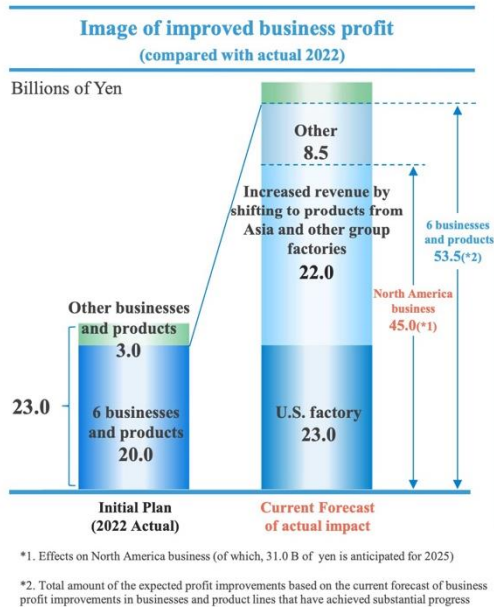 Image of improved business profit
(compared with actual 2022)
Billions of Yen
Other
8.5
Increased revenue by
shifting to products from
Asia and other group
factories
22.0
6 businesses
and products
53.5(*2)
North America
business
45.0(*1)
Other businesses
and products
3.0
23.0
6 businesses
and products
20.0
U.S. factory
23.0
Initial Plan
(2022 Actual)
Current Forecast
of actual impact
*1. Effects on North America business (of which, 31.0 B of  yen is anticipated for 2025)
*2. Total amount of the expected profit improvements based on the current forecast of business
profit improvements in businesses and product lines that have achieved substantial progress